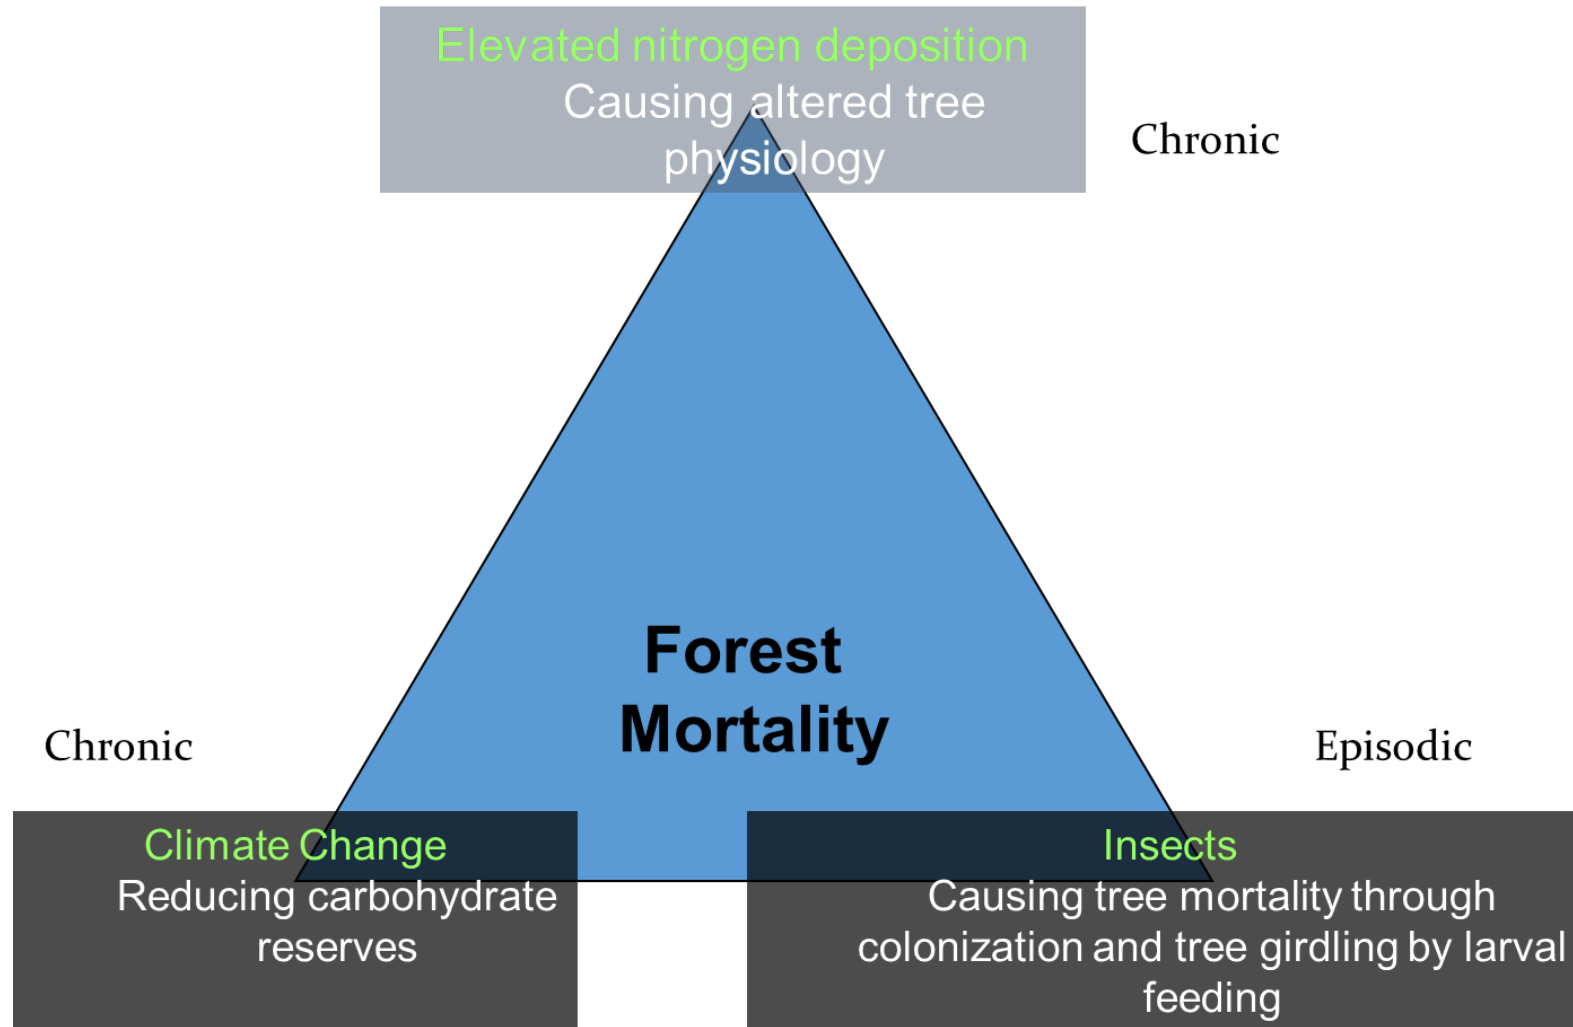 Elevated nitrogen deposition
Causing altered tree
physiology
Chronic
Forest
Mortality
Chronic
Episodic
Climate Change
Reducing carbohydrate
reserves
Insects
Causing tree mortality through
colonization and tree girdling by larval
feeding